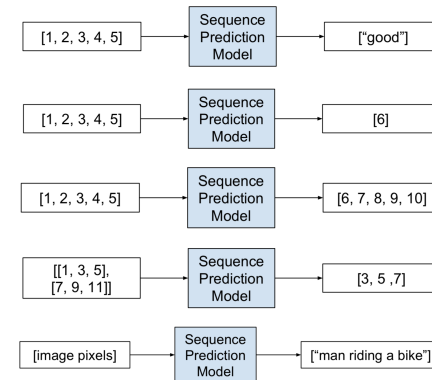 [1, 2, 3, 4, 5]
Sequence
Prediction
Model
["good"]
[1, 2, 3, 4, 5]
Sequence
Prediction
Model
[6]
[1, 2, 3, 4, 5]
Sequence
Prediction
Model
[6, 7, 8, 9, 10]
[[1, 3, 5],
[7, 9, 11]]
Sequence
Prediction
Model
[3, 5 ,7]
[image pixels]
Sequence
Prediction
Model
["man riding a bike"]